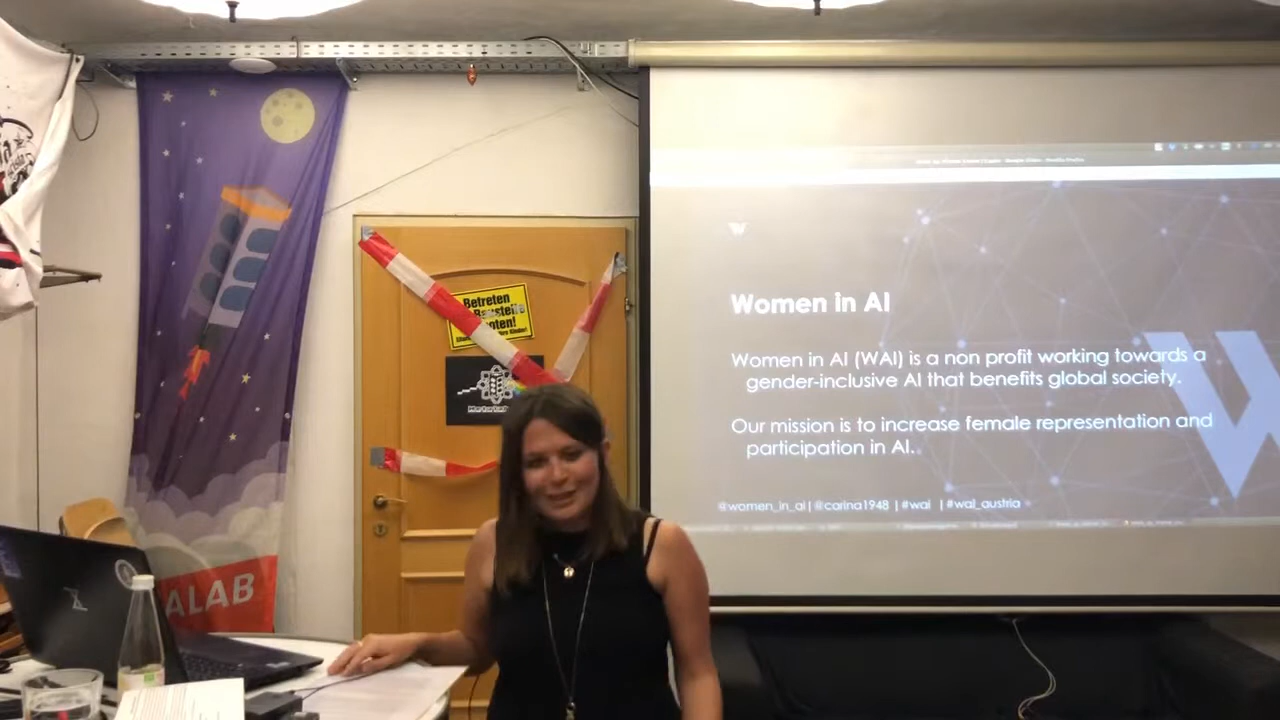 Betreten
Baustelle
ALAB
Women in AI
Women in AI (WAI) is a non profit working towards a
gender-inclusive AI that benefits global society.
Our mission is to increase female representation and
participation in AI.
@women_in_ai | @carina1948 | #wai | #wai_austria